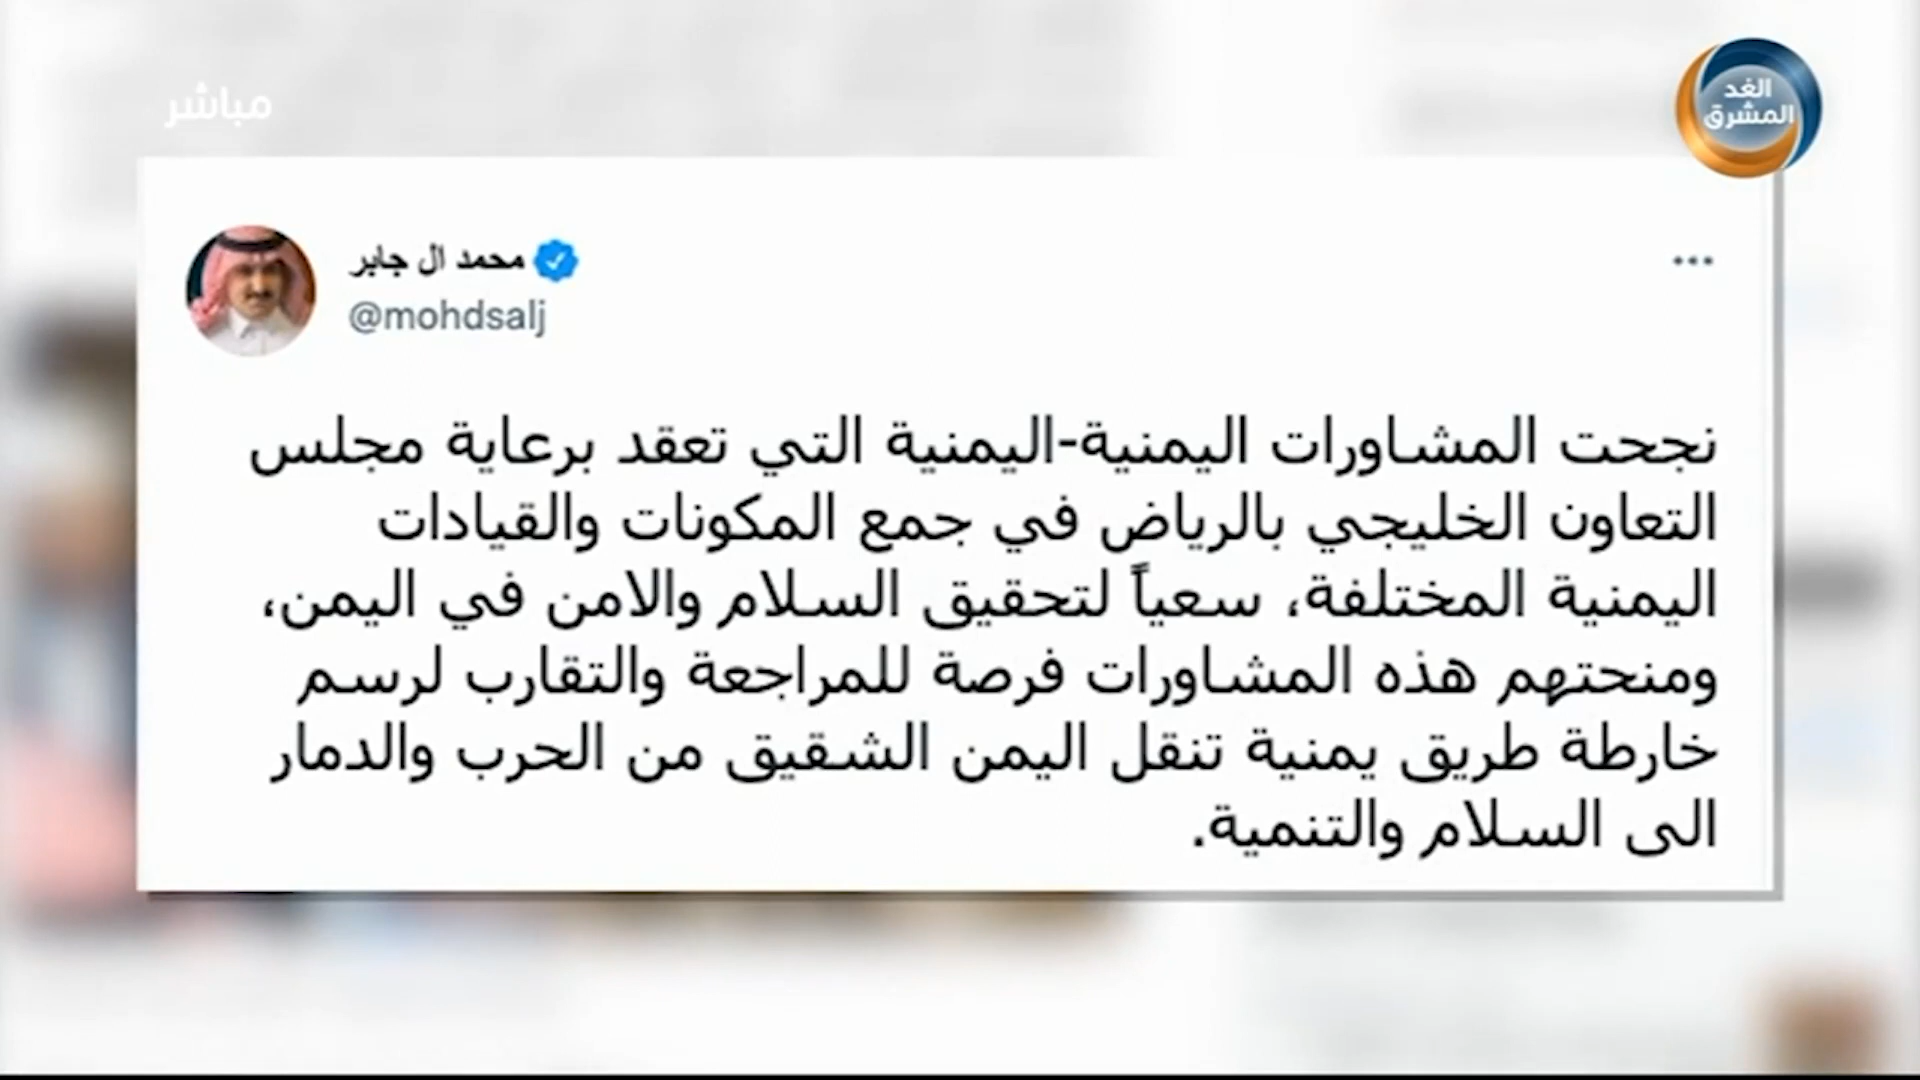 مباشر
الغد
المشرق
محمد ال جابر
@mohdsalj
نجحت المشاورات اليمنية-اليمنية التي تعقد برعاية مجلس
التعاون الخليجي بالرياض في جمع المكونات والقيادات
اليمنية المختلفة، سعياً لتحقيق السلام والامن في اليمن،
ومنحتهم هذه المشاورات فرصة للمراجعة والتقارب لرسم
خارطة طريق يمنية تنقل اليمن الشقيق من الحرب والدمار
الى السلام والتنمية.